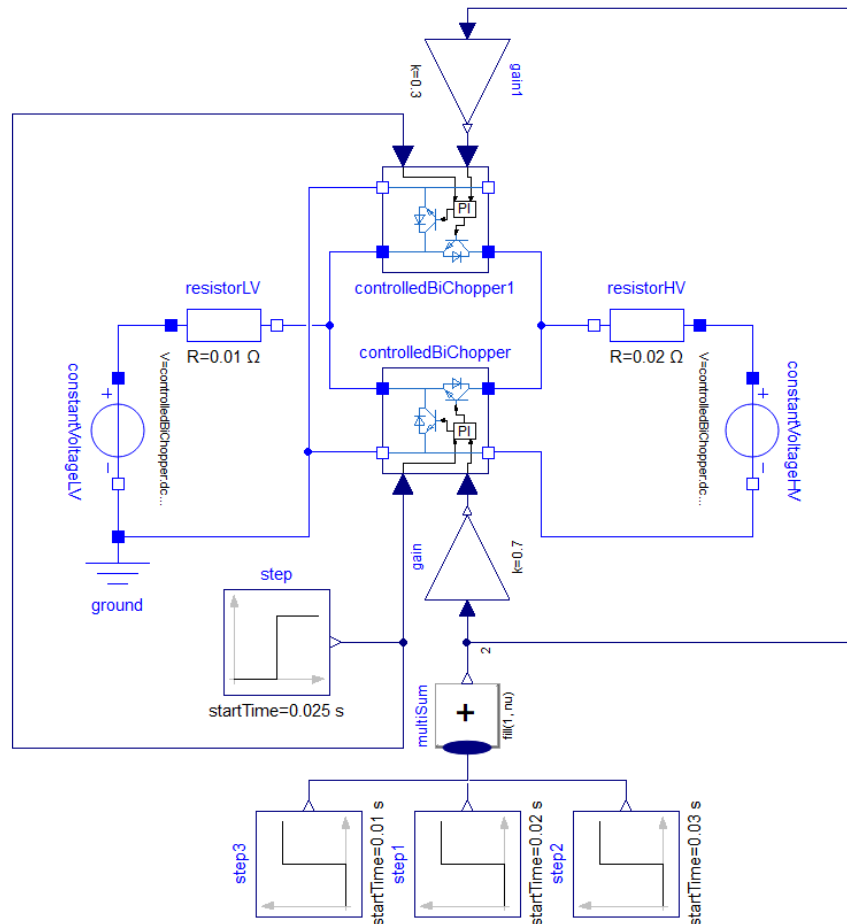 k=0.3
gain1
PI
controlledBiChopper1
resistorLV
R=0.01 Ω
resistorHV
R=0.02 Ω
controlledBiChopper
PI
constantVoltageLV
+
−
V=controlledBiChopper.dc...
V=controlledBiChopper.dc...
+
−
constantVoltageHV
ground
step
startTime=0.025 s
gain
k=0.7
2
multiSum
+
fill(1, nu)
step3
startTime=0.01 s
step1
startTime=0.02 s
step2
startTime=0.03 s